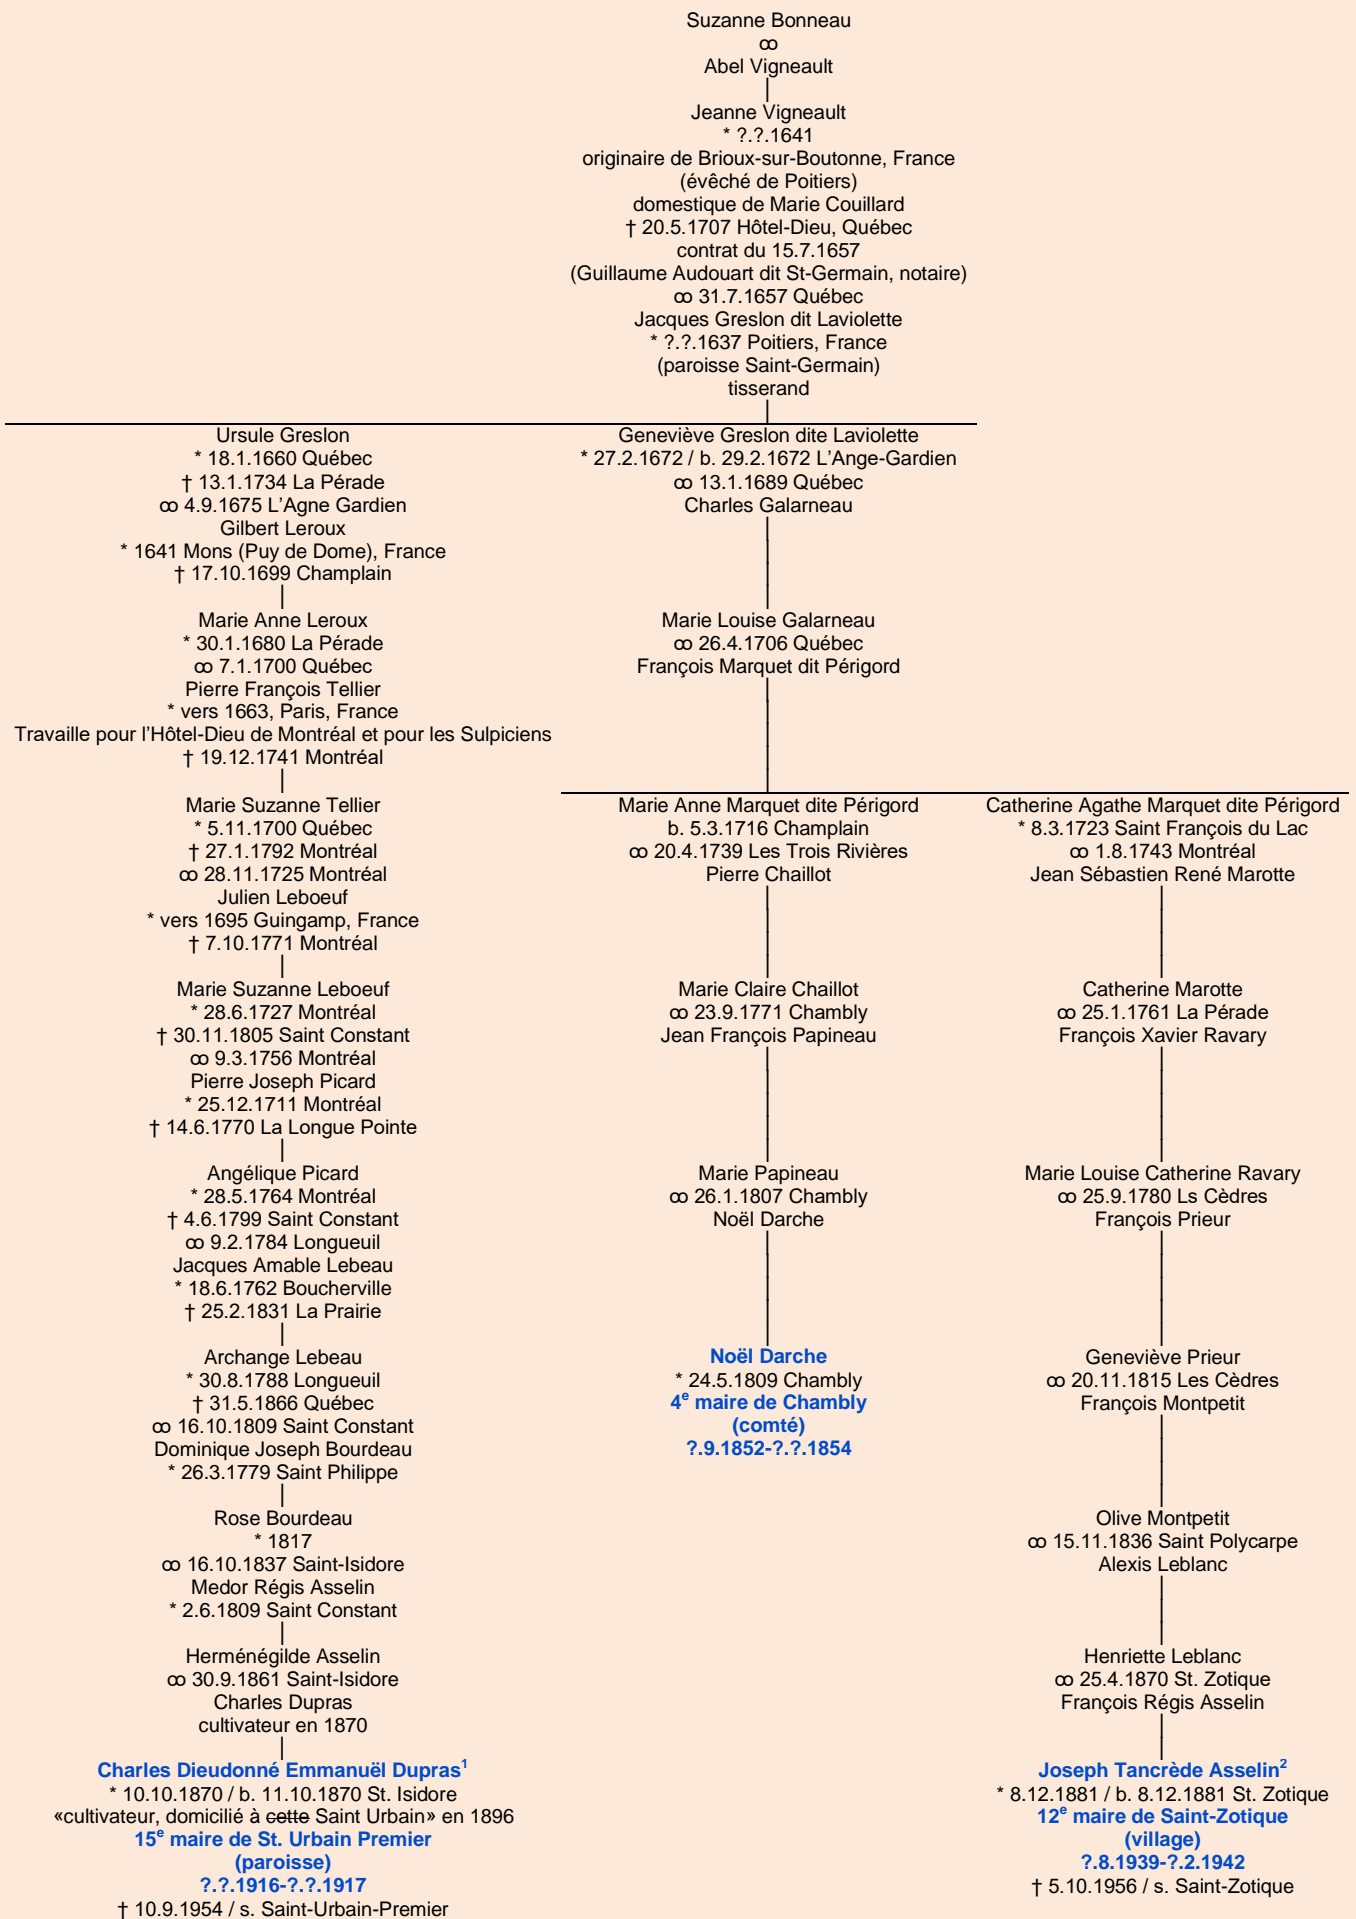 Suzanne Bonneau
ꝏ
Abel Vigneault
Jeanne Vigneault
* ?.?.1641
originaire de Brioux-sur-Boutonne, France
(évêché de Poitiers)
domestique de Marie Couillard
† 20.5.1707 Hôtel-Dieu, Québec
contrat du 15.7.1657
(Guillaume Audouart dit St-Germain, notaire)
ꝏ 31.7.1657 Québec
Jacques Greslon dit Laviolette
* ?.?.1637 Poitiers, France
(paroisse Saint-Germain)
tisserand
Ursule Greslon
* 18.1.1660 Québec
† 13.1.1734 La Pérade
ꝏ 4.9.1675 L'Agne Gardien
Gilbert Leroux
* 1641 Mons (Puy de Dome), France
† 17.10.1699 Champlain
Marie Anne Leroux
* 30.1.1680 La Pérade
ꝏ 7.1.1700 Québec
Pierre François Tellier
* vers 1663, Paris, France
Travaille pour l'Hôtel-Dieu de Montréal et pour les Sulpiciens
† 19.12.1741 Montréal
Marie Suzanne Tellier
* 5.11.1700 Québec
† 27.1.1792 Montréal
ꝏ 28.11.1725 Montréal
Julien Leboeuf
* vers 1695 Guingamp, France
† 7.10.1771 Montréal
Marie Suzanne Leboeuf
* 28.6.1727 Montréal
† 30.11.1805 Saint Constant
ꝏ 9.3.1756 Montréal
Pierre Joseph Picard
* 25.12.1711 Montréal
† 14.6.1770 La Longue Pointe
Angélique Picard
* 28.5.1764 Montréal
† 4.6.1799 Saint Constant
ꝏ 9.2.1784 Longueuil
Jacques Amable Lebeau
* 18.6.1762 Boucherville
† 25.2.1831 La Prairie
Archange Lebeau
* 30.8.1788 Longueuil
† 31.5.1866 Québec
ꝏ 16.10.1809 Saint Constant
Dominique Joseph Bourdeau
* 26.3.1779 Saint Philippe
Rose Bourdeau
* 1817
ꝏ 16.10.1837 Saint-Isidore
Medor Régis Asselin
* 2.6.1809 Saint Constant
Herménégilde Asselin
ꝏ 30.9.1861 Saint-Isidore
Charles Dupras
cultivateur en 1870
Charles Dieudonné Emmanuël Dupras¹
* 10.10.1870 / b. 11.10.1870 St. Isidore
«cultivateur, domicilié à cette Saint Urbain» en 1896
15e maire de St. Urbain Premier
(paroisse)
?.?.1916-?.?.1917
† 10.9.1954 / s. Saint-Urbain-Premier
Geneviève Greslon dite Laviolette
* 27.2.1672 / b. 29.2.1672 L'Ange-Gardien
ꝏ 13.1.1689 Québec
Charles Galarneau
Marie Louise Galarneau
ꝏ 26.4.1706 Québec
François Marquet dit Périgord
Marie Anne Marquet dite Périgord
b. 5.3.1716 Champlain
ꝏ 20.4.1739 Les Trois Rivières
Pierre Chaillot
Marie Claire Chaillot
ꝏ 23.9.1771 Chambly
Jean François Papineau
Marie Papineau
ꝏ 26.1.1807 Chambly
Noël Darche
Noël Darche
* 24.5.1809 Chambly
4e maire de Chambly
(comté)
?.9.1852-?.?.1854
Catherine Agathe Marquet dite Périgord
* 8.3.1723 Saint François du Lac
ꝏ 1.8.1743 Montréal
Jean Sébastien René Marotte
Catherine Marotte
ꝏ 25.1.1761 La Pérade
François Xavier Ravary
Marie Louise Catherine Ravary
ꝏ 25.9.1780 Ls Cèdres
François Prieur
Geneviève Prieur
ꝏ 20.11.1815 Les Cèdres
François Montpetit
Olive Montpetit
ꝏ 15.11.1836 Saint Polycarpe
Alexis Leblanc
Henriette Leblanc
ꝏ 25.4.1870 St. Zotique
François Régis Asselin
Joseph Tancrède Asselin²
* 8.12.1881 / b. 8.12.1881 St. Zotique
12e maire de Saint-Zotique
(village)
?.8.1939-?.2.1942
† 5.10.1956 / s. Saint-Zotique